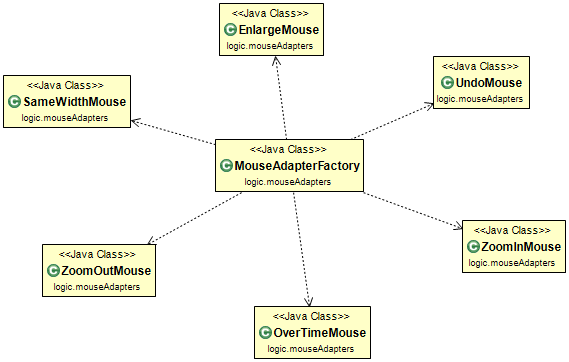 <<Java Class>>
C EnlargeMouse
logic.mouseAdapters
<<Java Class>>
C UndoMouse
logic.mouseAdapters
<<Java Class>>
C SameWidthMouse
logic.mouseAdapters
<<Java Class>>
C MouseAdapterFactory
logic.mouseAdapters
<<Java Class>>
C ZoomInMouse
logic.mouseAdapters
<<Java Class>>
C ZoomOutMouse
logic.mouseAdapters
<<Java Class>>
C OverTimeMouse
logic.mouseAdapters